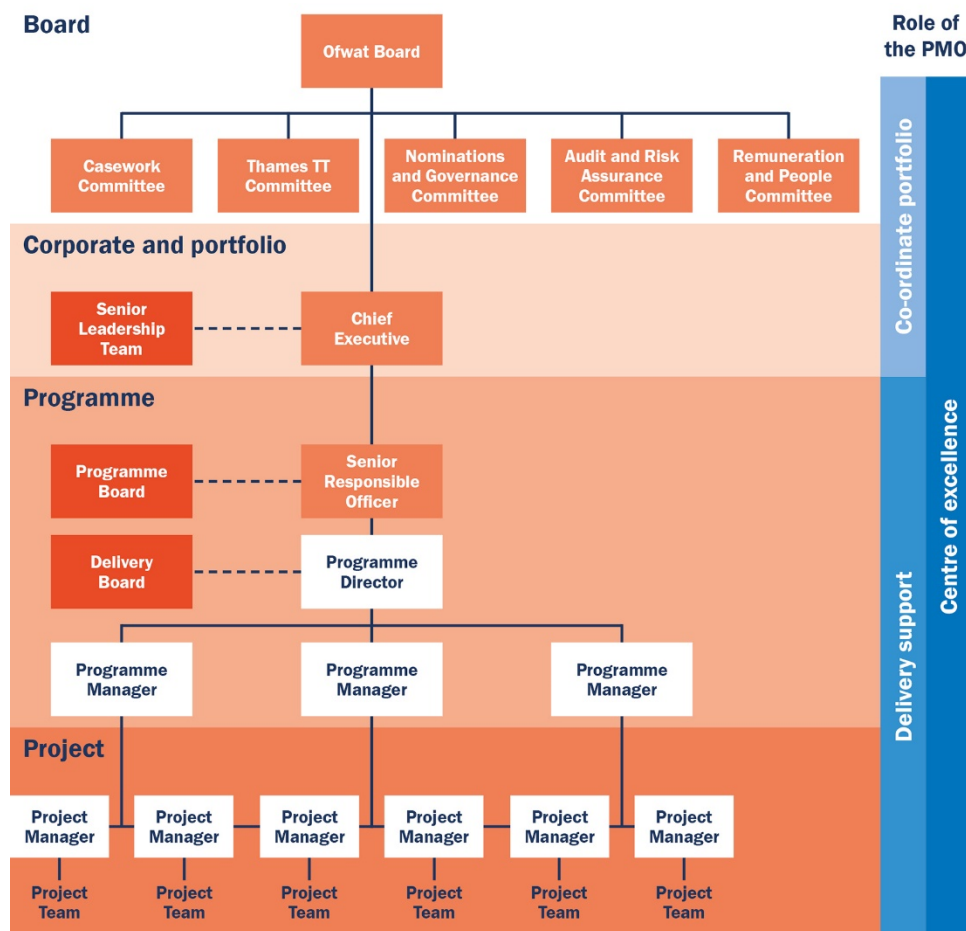 Board
Role of
the PMO
Ofwat Board
Casework
Committee
Thames TT
Committee
Nominations
and Governance
Committee
Audit and Risk
Assurance
Committee
Remuneration
and People
Committee
Co-ordinate portfolio
Corporate and portfolio
Senior
Leadership
Team
Chief
Executive
Programme
Programme
Board
Senior
Responsible
Officer
Delivery
Board
Programme
Director
Programme
Manager
Programme
Manager
Programme
Manager
Delivery support
Centre of excellence
Project
Project
Manager
Project
Manager
Project
Manager
Project
Manager
Project
Manager
Project
Manager
Project
Team
Project
Team
Project
Team
Project
Team
Project
Team
Project
Team